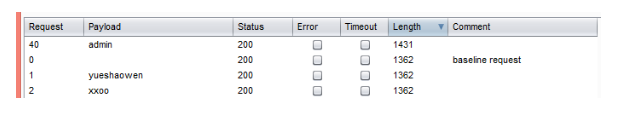 Request Payload Status Error Timeout Length Comment
40 admin 200 1431
0 200 1362 baseline request
1 yueshaowen 200 1362
2 xxoo 200 1362